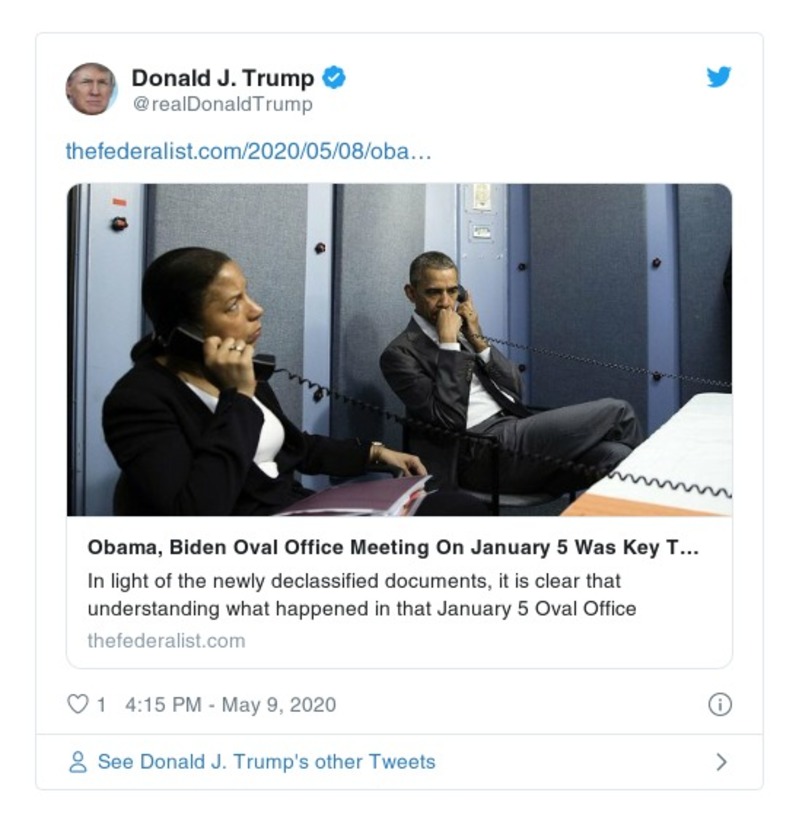 Donald J. Trump
@realDonaldTrump
thefederalist.com/2020/05/08/oba…
Obama, Biden Oval Office Meeting On January 5 Was Key T…
In light of the newly declassified documents, it is clear that
understanding what happened in that January 5 Oval Office
thefederalist.com
1 4:15 PM - May 9, 2020
See Donald J. Trump's other Tweets